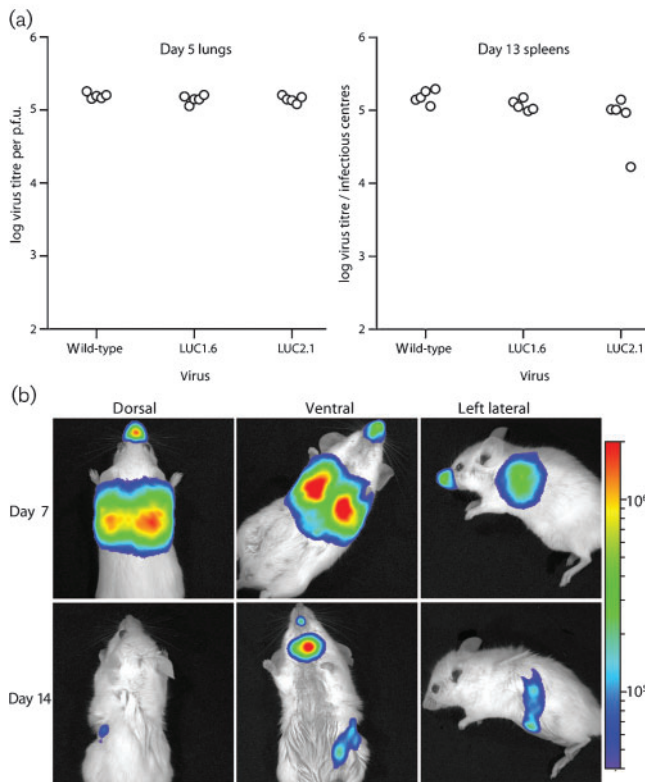 (a)
Day 5 lungs
log virus titre per p.f.u.
6
5
4
3
2
Wild-type LUC1.6 LUC2.1
Virus
Day 13 spleens
log virus titre / infectious centres
6
5
4
3
2
Wild-type LUC1.6 LUC2.1
Virus
(b)
Dorsal Ventral Left lateral
Day 7
Day 14
10⁶
10⁵